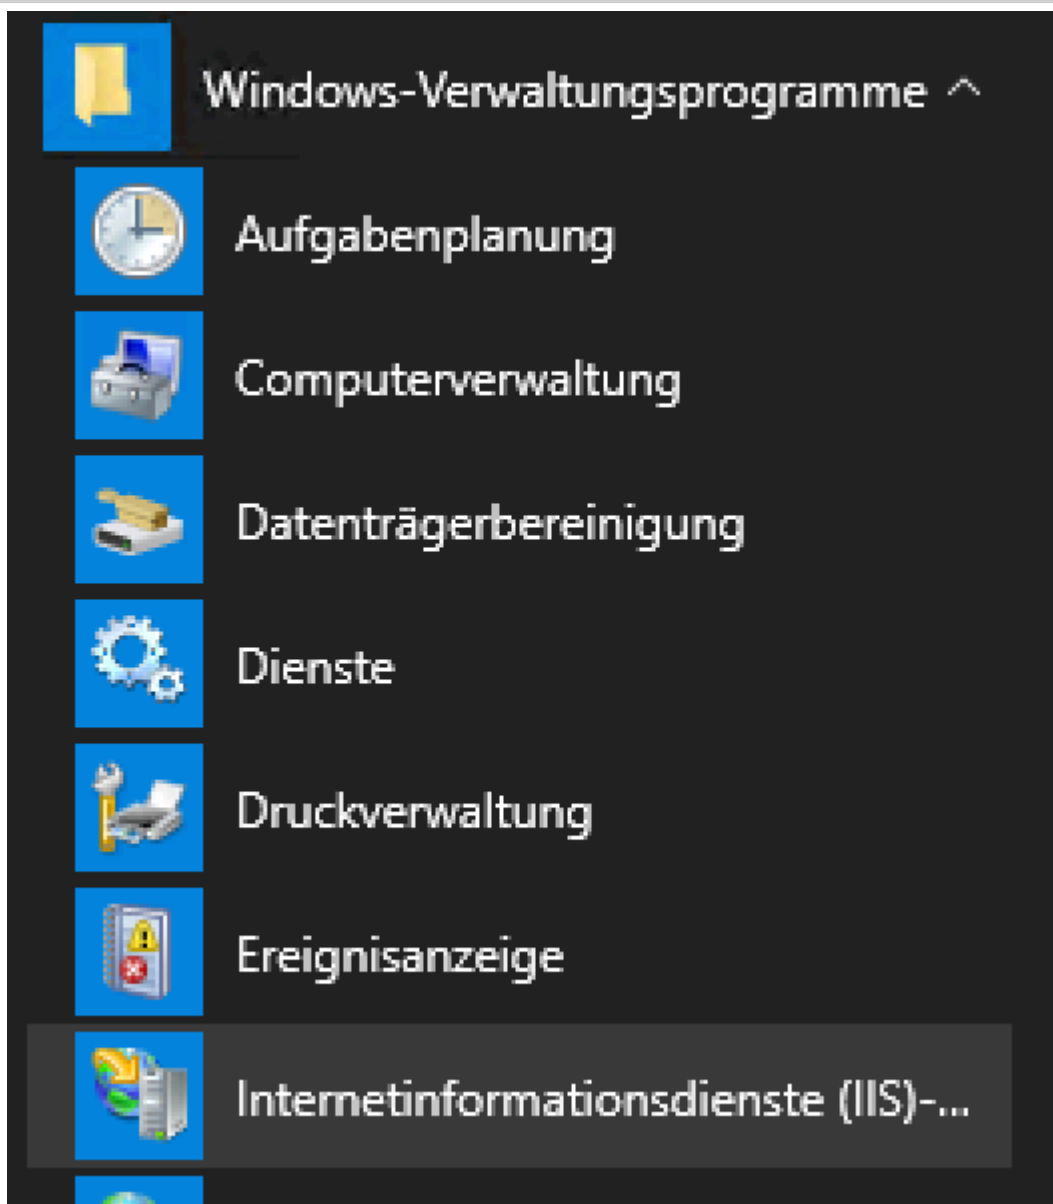 Windows-Verwaltungsprogramme
Aufgabenplanung
Computerverwaltung
Datenträgerbereinigung
Dienste
Druckverwaltung
Ereignisanzeige
Internetinformationsdienste (IIS)-...